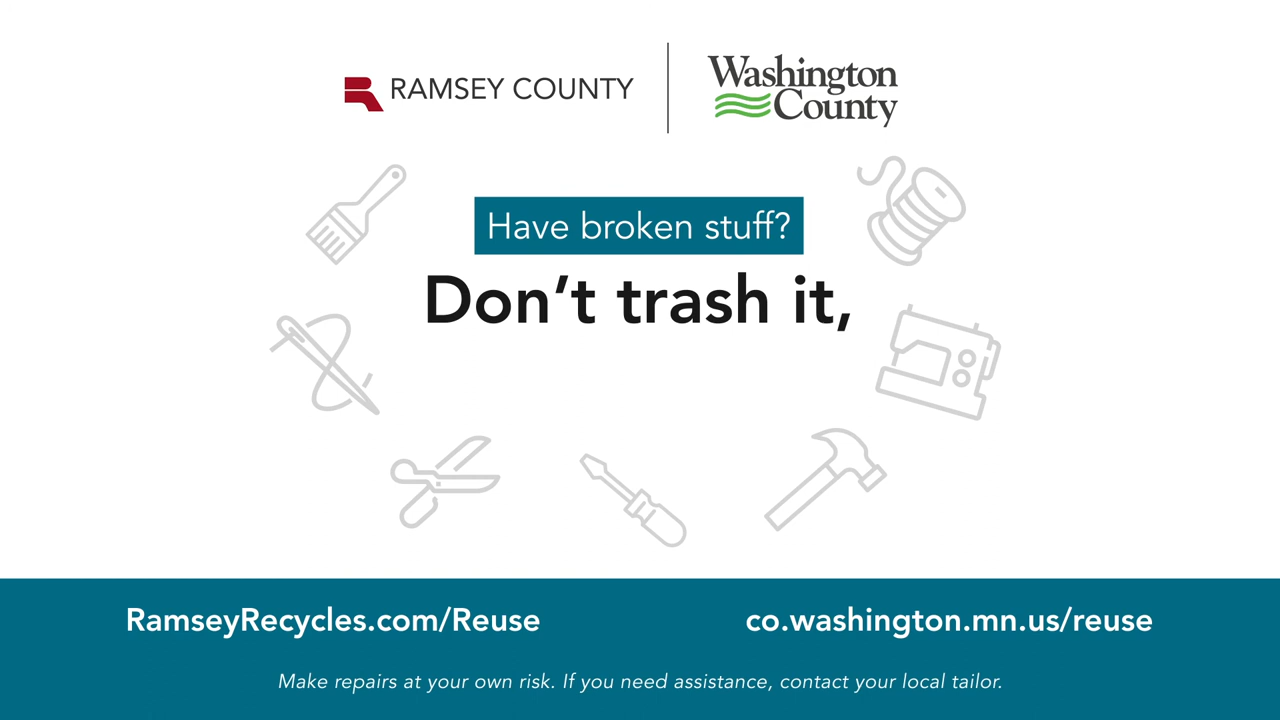 RAMSEY COUNTY
Washington
County
Have broken stuff?
Don't trash it,
RamseyRecycles.com/Reuse
co.washington.mn.us/reuse
Make repairs at your own risk. If you need assistance, contact your local tailor.